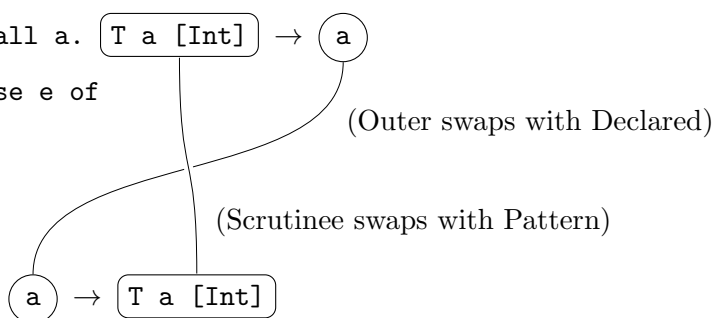 all a. T a [Int] → a
se e of
(Outer swaps with Declared)
(Scrutinee swaps with Pattern)
a → T a [Int]